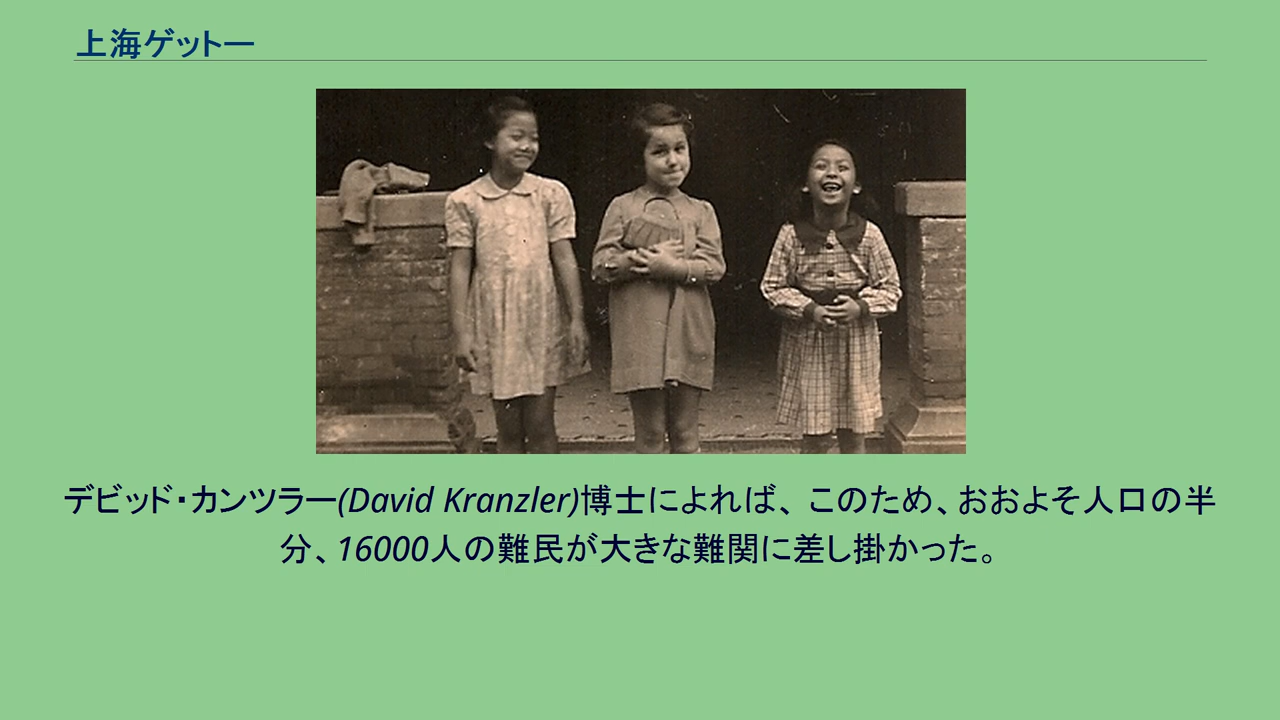 上海ゲットー
デビッド・カンツラー(David Kranzler)博士によれば、このため、おおよそ人口の半
分、16000人の難民が大きな難関に差し掛かった。